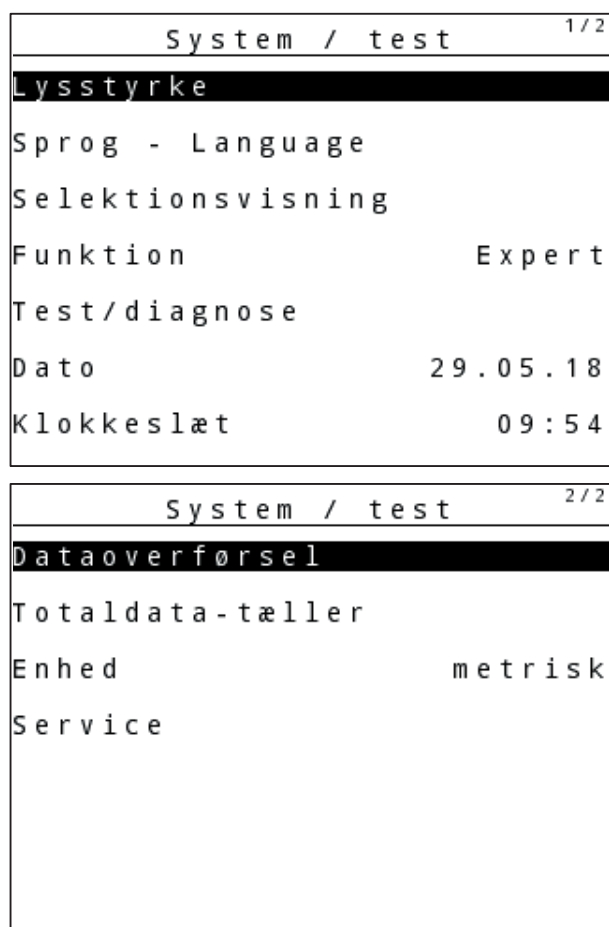 System / test 1/2
Lysstyrke
Sprog - Language
Selektionsvisning
Funktion Expert
Test/diagnose
Dato 29.05.18
Klokkeslæt 09:54
System / test 2/2
Dataoverførsel
Totaldata-tæller
Enhed metrisk
Service